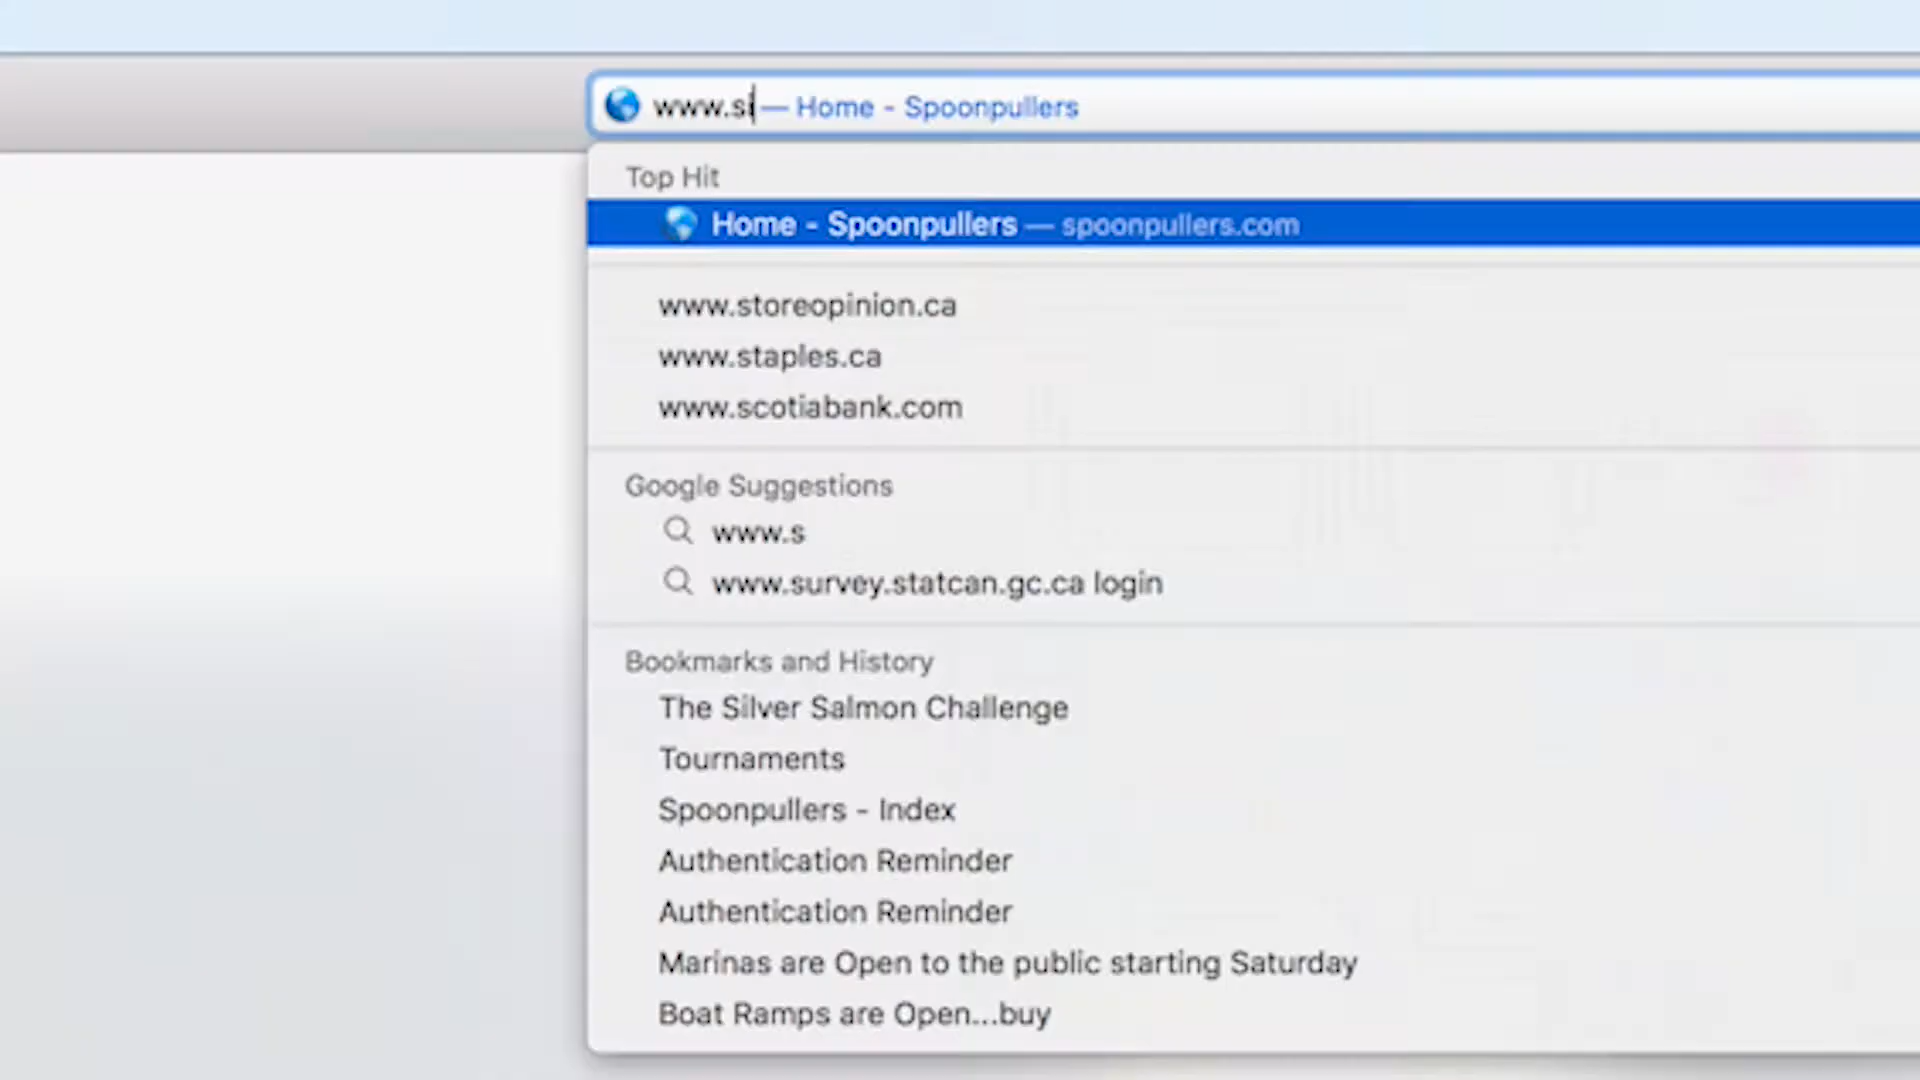 www.si — Home - Spoonpullers
Top Hit
Home - Spoonpullers — spoonpullers.com
www.storeopinion.ca
www.staples.ca
www.scotiabank.com
Google Suggestions
www.s
www.survey.statcan.gc.ca login
Bookmarks and History
The Silver Salmon Challenge
Tournaments
Spoonpullers - Index
Authentication Reminder
Authentication Reminder
Marinas are Open to the public starting Saturday
Boat Ramps are Open...buy